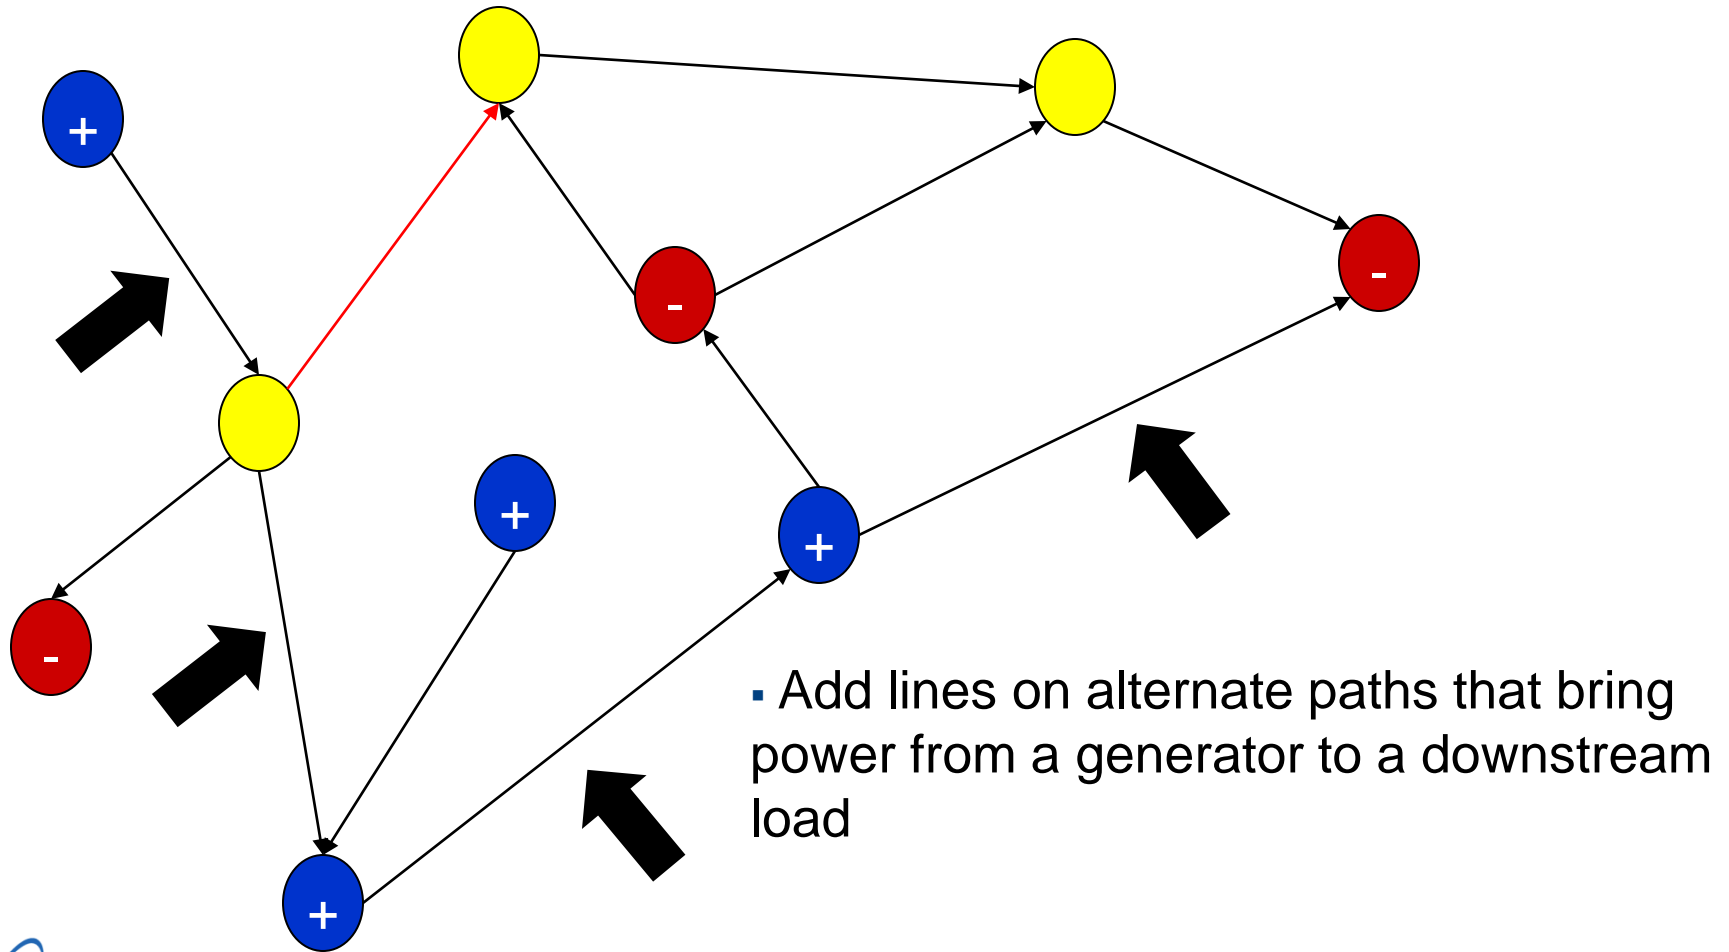 +
-
-
+
+
-
▪ Add lines on alternate paths that bring
power from a generator to a downstream
load
+